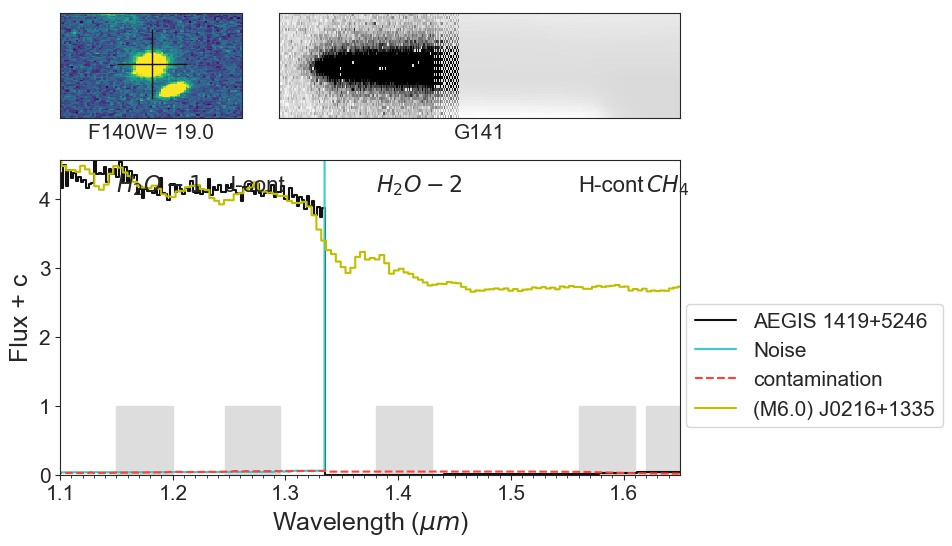 F140W= 19.0
G141
H₂O − 1 J-cont H₂O − 2 H-cont CH₄
4
3
2
1
0
Flux + c
1.1 1.2 1.3 1.4 1.5 1.6
Wavelength (μm)
AEGIS 1419+5246
Noise
contamination
(M6.0) J0216+1335